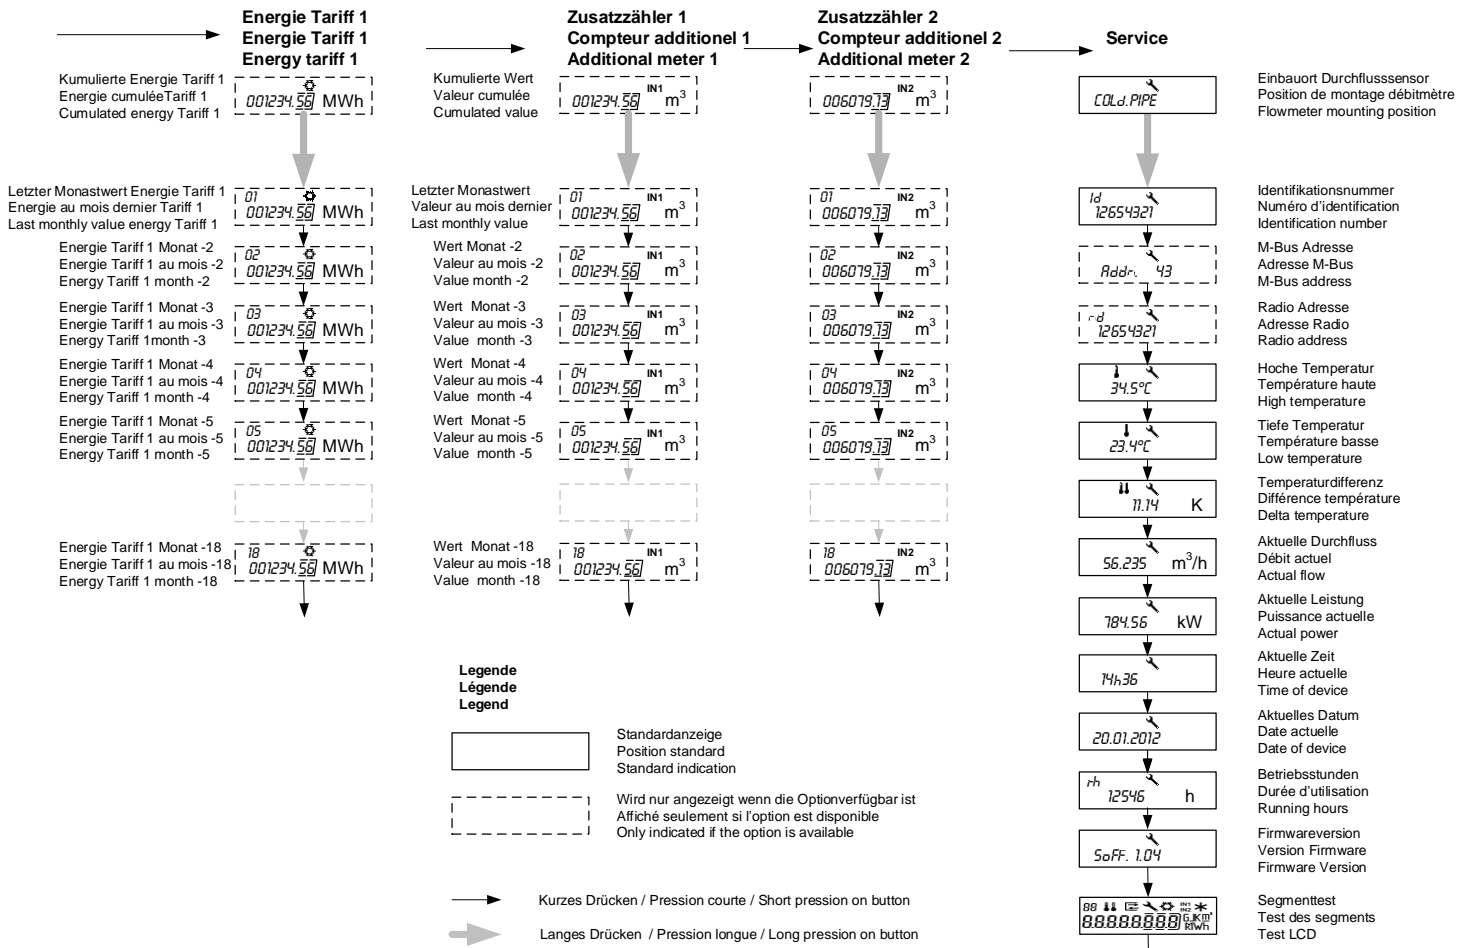 Energie Tariff 1
Energie Tariff 1
Energy tariff 1
Kumulierte Energie Tariff 1
Energie cumuléeTariff 1
Cumulated energy Tariff 1
001234.56 MWh
Letzter Monastwert Energie Tariff 1
Energie au mois dernier Tariff 1
Last monthly value energy Tariff 1
01
001234.56 MWh
Energie Tariff 1 Monat -2
Energie Tariff 1 au mois -2
Energy Tariff 1 month -2
02
001234.56 MWh
Energie Tariff 1 Monat -3
Energie Tariff 1 au mois -3
Energy Tariff 1month -3
03
001234.56 MWh
Energie Tariff 1 Monat -4
Energie Tariff 1 au mois -4
Energy Tariff 1 month -4
04
001234.56 MWh
Energie Tariff 1 Monat -5
Energie Tariff 1 au mois -5
Energy Tariff 1 month -5
05
001234.56 MWh
Energie Tariff 1 Monat -18
Energie Tariff 1 au mois -18
Energy Tariff 1 month -18
18
001234.56 MWh
Zusatzzähler 1
Compteur additionel 1
Additional meter 1
Kumulierte Wert
Valeur cumulée
Cumulated value
IN1
001234.56 m³
Letzter Monastwert
Valeur au mois dernier
Last monthly value
01 IN1
001234.56 m³
Wert Monat -2
Valeur au mois -2
Value month -2
02 IN1
001234.56 m³
Wert Monat -3
Valeur au mois -3
Value month -3
03 IN1
001234.56 m³
Wert Monat -4
Valeur au mois -4
Value month -4
04 IN1
001234.56 m³
Wert Monat -5
Valeur au mois -5
Value month -5
05 IN1
001234.56 m³
Wert Monat -18
Valeur au mois -18
Value month -18
18 IN1
001234.56 m³
Zusatzzähler 2
Compteur additionel 2
Additional meter 2
IN2
006079.13 m³
01 IN2
006079.13 m³
02 IN2
006079.13 m³
03 IN2
006079.13 m³
04 IN2
006079.13 m³
05 IN2
006079.13 m³
18 IN2
006079.13 m³
Service
COLd.PIPE
Einbauort Durchflusssensor
Position de montage débitmètre
Flowmeter mounting position
Id
12654321
Identifikationsnummer
Numéro d'identification
Identification number
Addr. 43
M-Bus Adresse
Adresse M-Bus
M-Bus address
rd
12654321
Radio Adresse
Adresse Radio
Radio address
34.5°C
Hoche Temperatur
Température haute
High temperature
23.4°C
Tiefe Temperatur
Température basse
Low temperature
11.14 K
Temperaturdifferenz
Différence température
Delta temperature
56.235 m³/h
Aktuelle Durchfluss
Débit actuel
Actual flow
784.56 kW
Aktuelle Leistung
Puissance actuelle
Actual power
14h36
Aktuelle Zeit
Heure actuelle
Time of device
20.01.2012
Aktuelles Datum
Date actuelle
Date of device
rh
12546 h
Betriebsstunden
Durée d'utilisation
Running hours
SoFF. 1.04
Firmwareversion
Version Firmware
Firmware Version
88 IN1 IN2
8.8.8.8.8.8.8.8
Segmenttest
Test des segments
Test LCD
Legende
Légende
Legend
Standardanzeige
Position standard
Standard indication
Wird nur angezeigt wenn die Optionverfügbar ist
Affiché seulement si l'option est disponible
Only indicated if the option is available
Kurzes Drücken / Pression courte / Short pression on button
Langes Drücken / Pression longue / Long pression on button